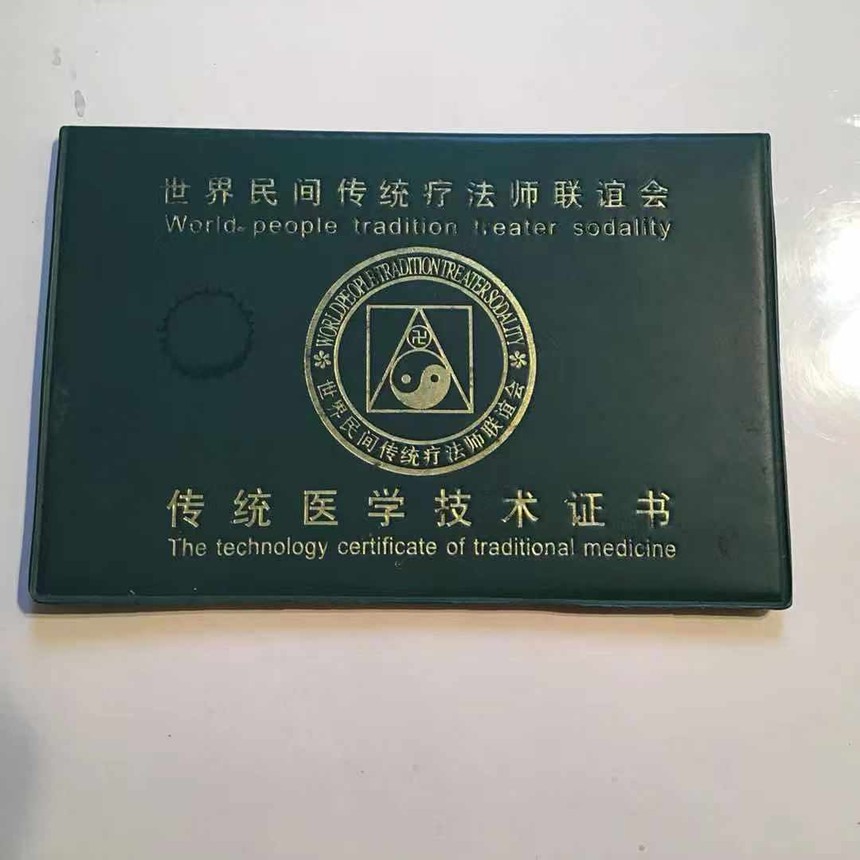 世界民间传统疗法师联谊会
World people tradition treater sodality
WORLD PEOPLE TRADITION TREATER SODALITY
卍
世界民间传统疗法师联谊会
传统医学技术证书
The technology certificate of traditional medicine